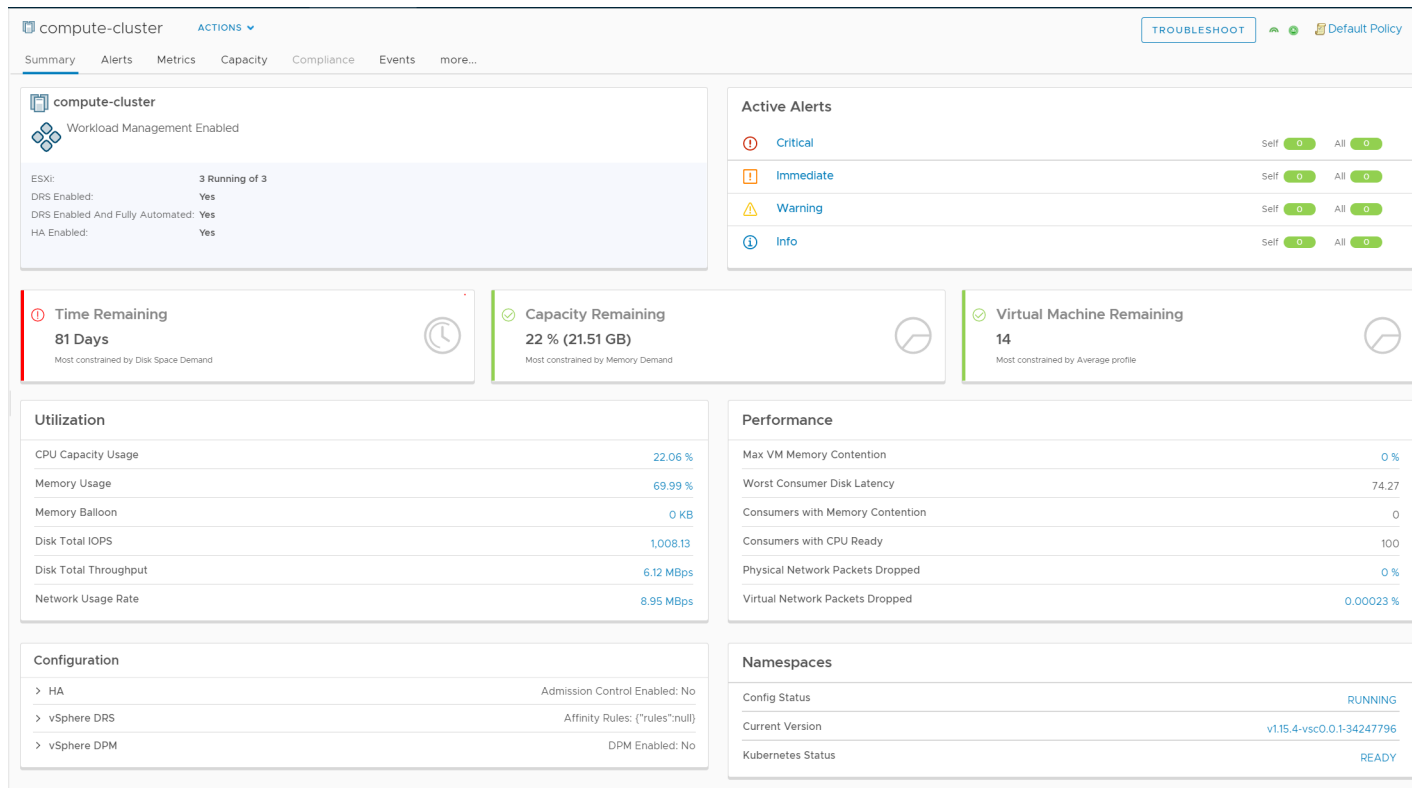 compute-cluster ACTIONS TROUBLESHOOT Default Policy
Summary Alerts Metrics Capacity Compliance Events more...
compute-cluster
Workload Management Enabled
ESXi: 3 Running of 3
DRS Enabled: Yes
DRS Enabled And Fully Automated: Yes
HA Enabled: Yes
Active Alerts
Critical Self 0 All 0
Immediate Self 0 All 0
Warning Self 0 All 0
Info Self 0 All 0
Time Remaining
81 Days
Most constrained by Disk Space Demand
Capacity Remaining
22 % (21.51 GB)
Most constrained by Memory Demand
Virtual Machine Remaining
14
Most constrained by Average profile
Utilization
CPU Capacity Usage 22.06 %
Memory Usage 69.99 %
Memory Balloon 0 KB
Disk Total IOPS 1,008.13
Disk Total Throughput 6.12 MBps
Network Usage Rate 8.95 MBps
Performance
Max VM Memory Contention 0 %
Worst Consumer Disk Latency 74.27
Consumers with Memory Contention 0
Consumers with CPU Ready 100
Physical Network Packets Dropped 0 %
Virtual Network Packets Dropped 0.00023 %
Configuration
> HA Admission Control Enabled: No
> vSphere DRS Affinity Rules: {"rules":null}
> vSphere DPM DPM Enabled: No
Namespaces
Config Status RUNNING
Current Version v1.15.4-vsc0.0.1-34247796
Kubernetes Status READY